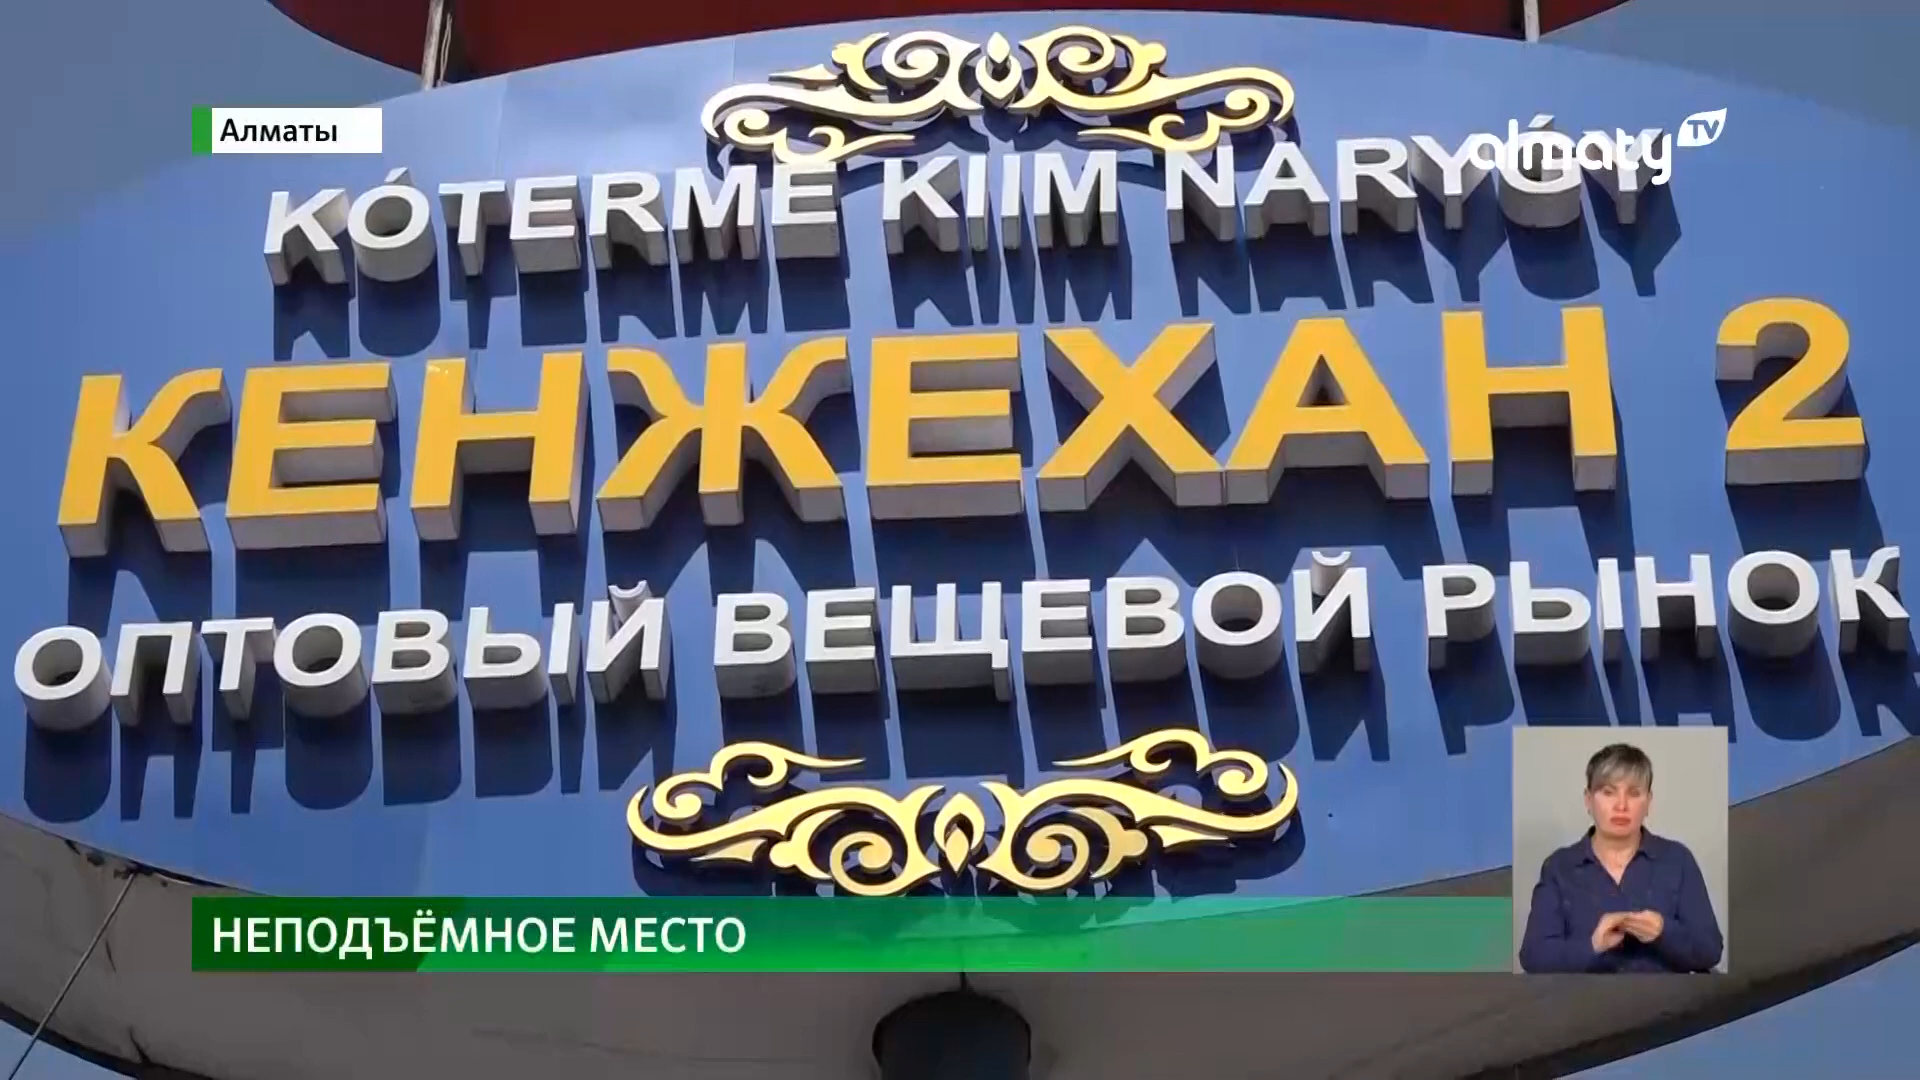 Алматы
almaty TV
KÓTERME KIIM NARYǴY
КЕНЖЕХАН 2
ОПТОВЫЙ ВЕЩЕВОЙ РЫНОК
НЕПОДЪЁМНОЕ МЕСТО